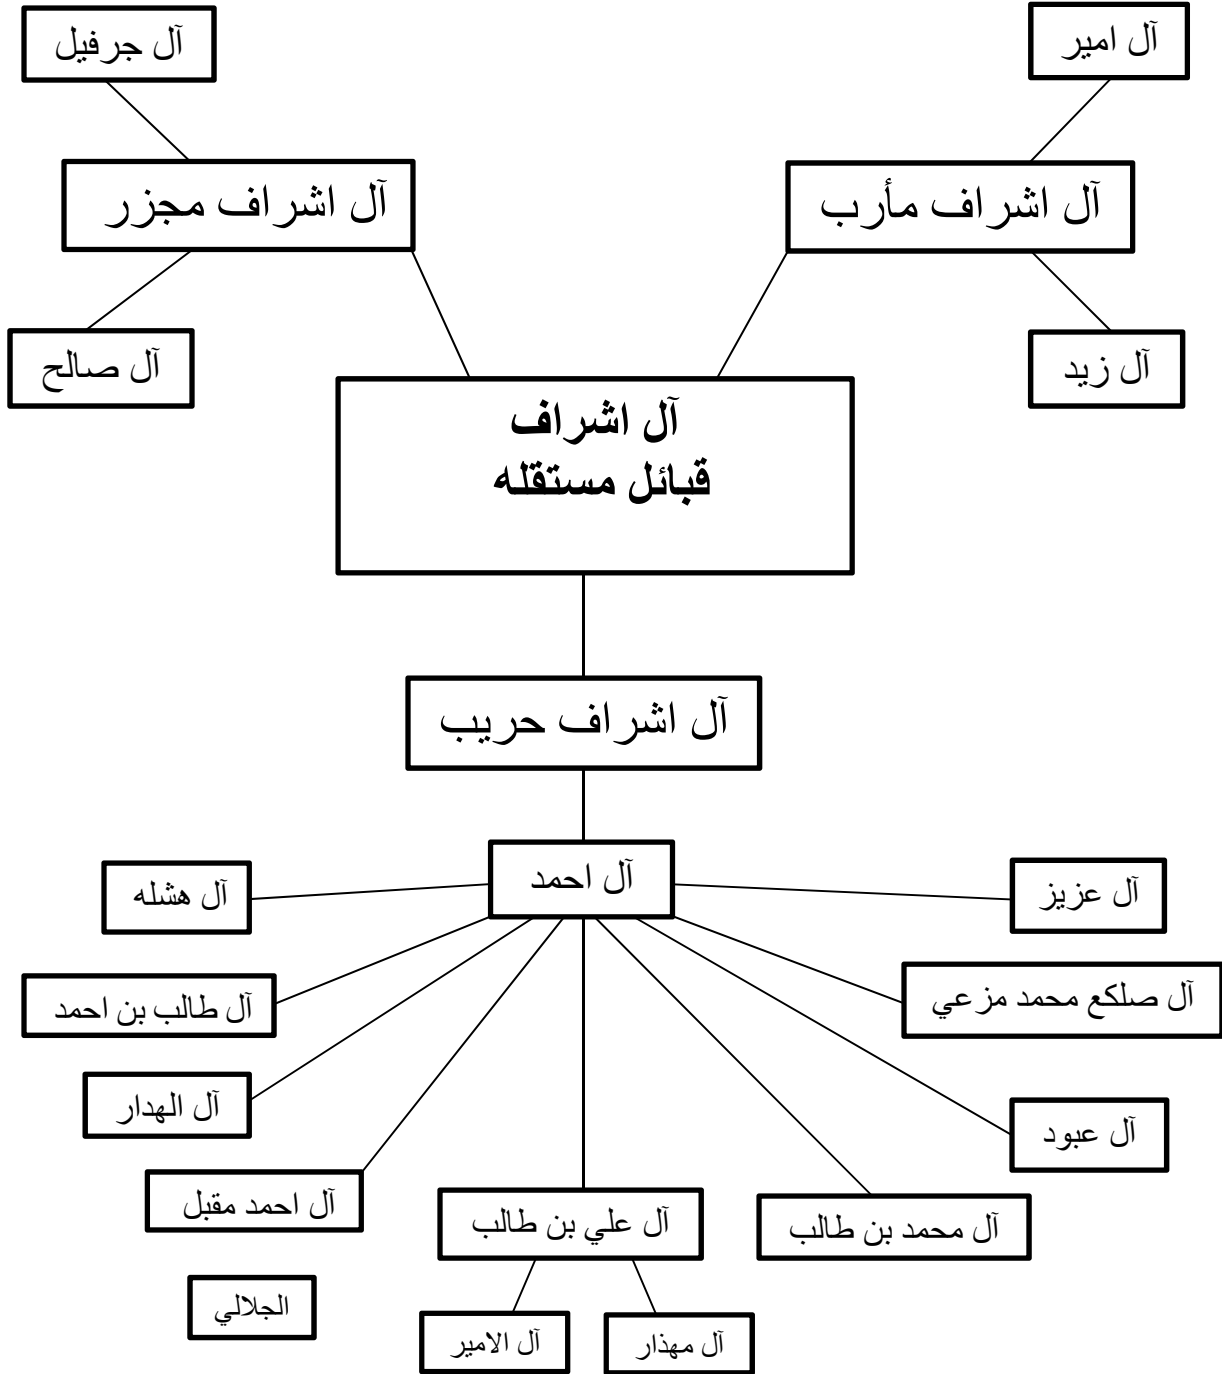 آل امير
آل جرفيل
آل اشراف مأرب
آل اشراف مجزر
آل زيد
آل صالح
آل اشراف
قبائل مستقله
آل اشراف حريب
آل احمد
آل عزيز
آل هشله
آل صلكع محمد مزعي
آل طالب بن احمد
آل عبود
آل الهدار
آل محمد بن طالب
آل علي بن طالب
آل احمد مقبل
آل مهذار
آل الامير
الجلالي